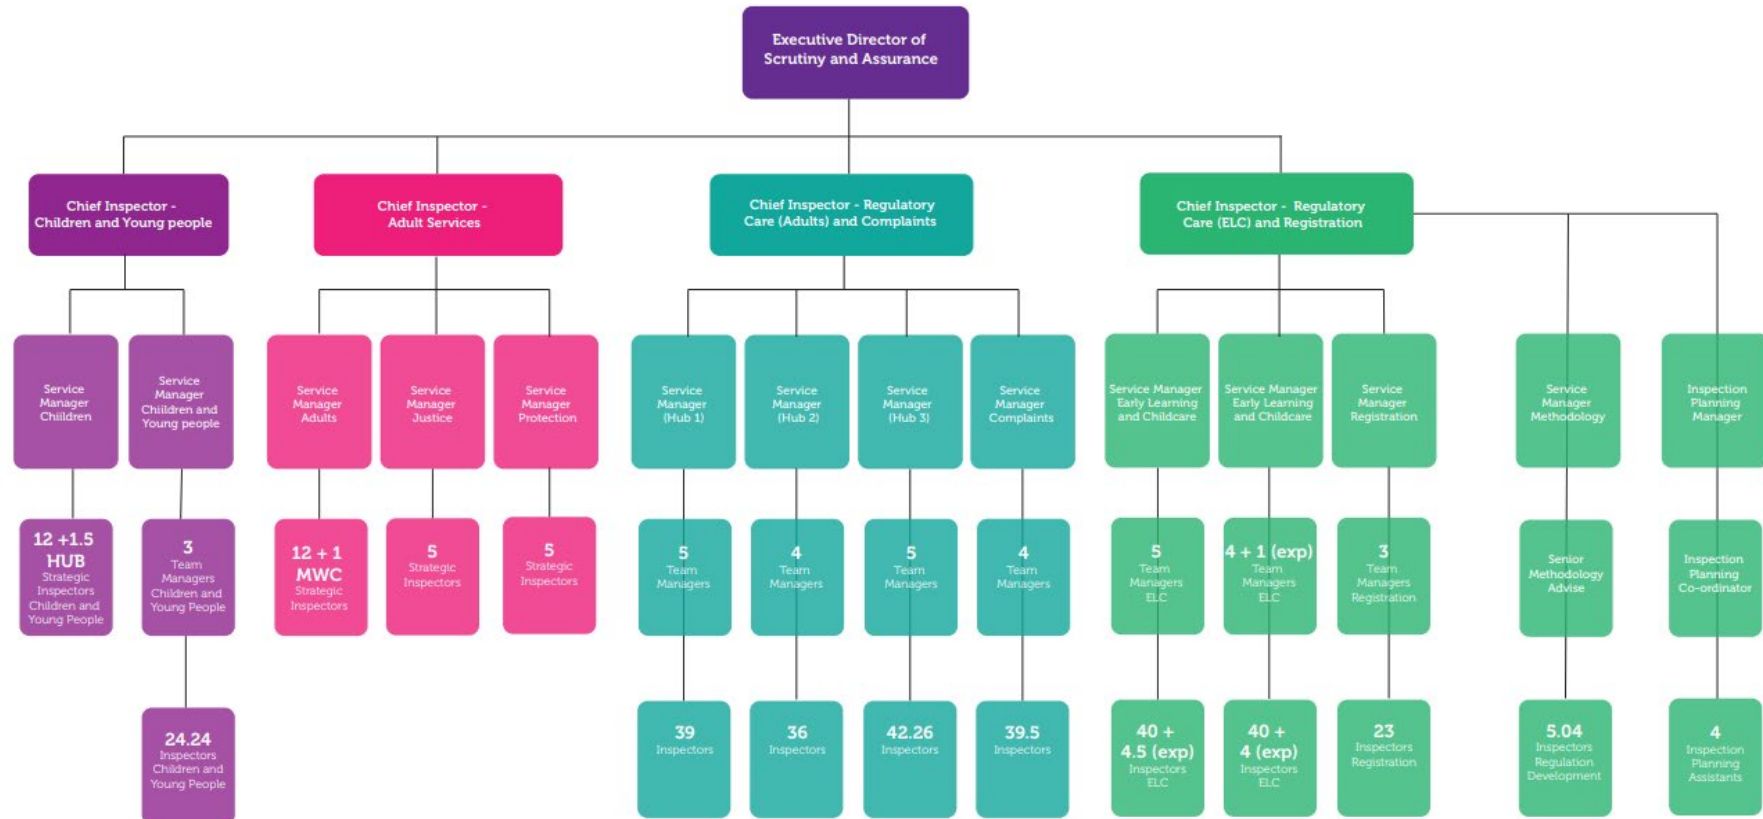 Executive Director of
Scrutiny and Assurance
Chief Inspector -
Children and Young people
Chief Inspector -
Adult Services
Chief Inspector - Regulatory
Care (Adults) and Complaints
Chief Inspector - Regulatory
Care (ELC) and Registration
Service
Manager
Chiildren
Service
Manager
Chiildren and
Young people
Service
Manager
Adults
Service
Manager
Justice
Service
Manager
Protection
Service
Manager
(Hub 1)
Service
Manager
(Hub 2)
Service
Manager
(Hub 3)
Service
Manager
Complaints
Service Manager
Early Learning
and Childcare
Service Manager
Early Learning
and Childcare
Service
Manager
Registration
Service
Manager
Methodology
Inspection
Planning
Manager
12 +1.5
HUB
Strategic
Inspectors
Children and
Young People
3
Team
Managers
Children and
Young People
12 + 1
MWC
Strategic
Inspectors
5
Strategic
Inspectors
5
Strategic
Inspectors
5
Team
Managers
4
Team
Managers
5
Team
Managers
4
Team
Managers
5
Team
Managers
ELC
4 + 1 (exp)
Team
Managers
ELC
3
Team
Managers
Registration
Senior
Methodology
Advise
Inspection
Planning
Co-ordinator
24.24
Inspectors
Children and
Young People
39
Inspectors
36
Inspectors
42.26
Inspectors
39.5
Inspectors
40 +
4.5 (exp)
Inspectors
ELC
40 +
4 (exp)
Inspectors
ELC
23
Inspectors
Registration
5.04
Inspectors
Regulation
Development
4
Inspection
Planning
Assistants